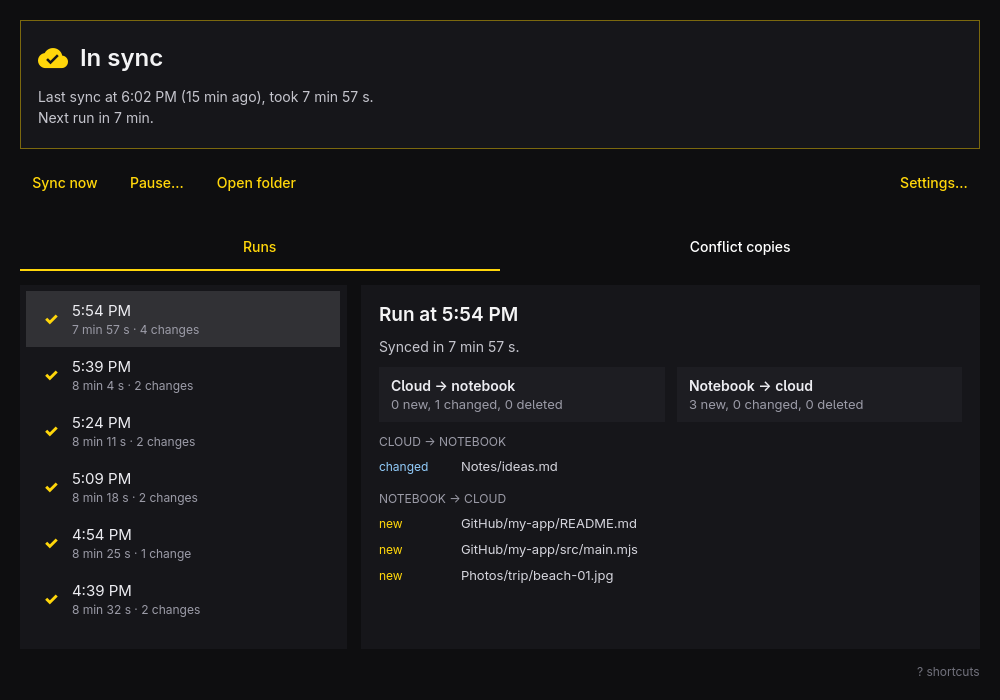 In sync
Last sync at 6:02 PM (15 min ago), took 7 min 57 s.
Next run in 7 min.
Sync now
Pause...
Open folder
Settings...
Runs
Conflict copies
5:54 PM
7 min 57 s · 4 changes
5:39 PM
8 min 4 s · 2 changes
5:24 PM
8 min 11 s · 2 changes
5:09 PM
8 min 18 s · 2 changes
4:54 PM
8 min 25 s · 1 change
4:39 PM
8 min 32 s · 2 changes
Run at 5:54 PM
Synced in 7 min 57 s.
Cloud → notebook
0 new, 1 changed, 0 deleted
Notebook → cloud
3 new, 0 changed, 0 deleted
CLOUD → NOTEBOOK
changed Notes/ideas.md
NOTEBOOK → CLOUD
new GitHub/my-app/README.md
new GitHub/my-app/src/main.mjs
new Photos/trip/beach-01.jpg
? shortcuts